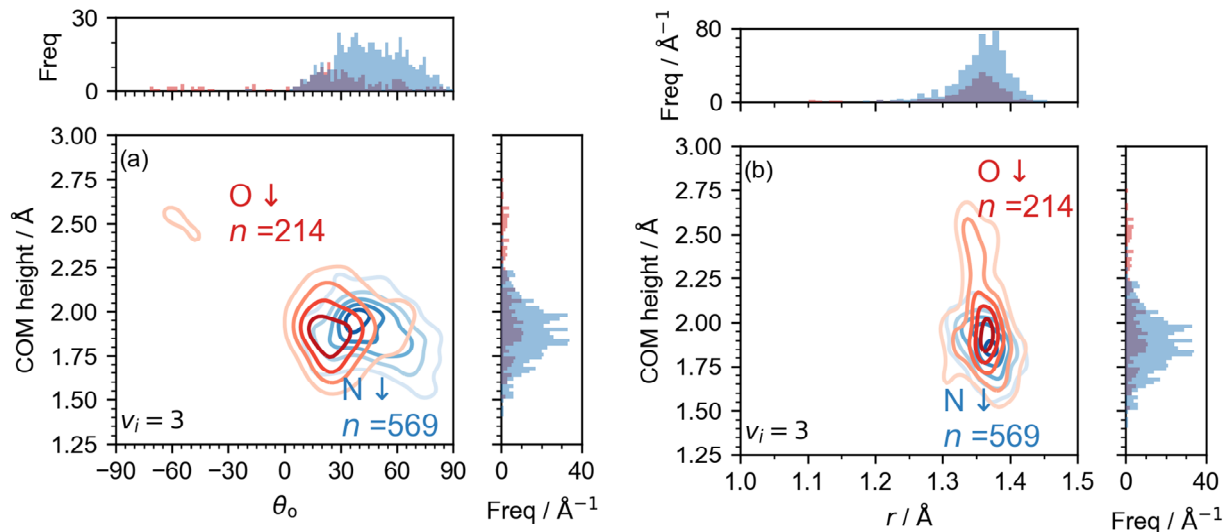 30
Freq
0
3.00
(a)
2.75
O ↓
2.50
n =214
COM height / Å
2.25
2.00
1.75
N ↓
1.50
n =569
v_i = 3
1.25
−90 −60 −30 0 30 60 90
θ_o
0 40
Freq / Å⁻¹
80
Freq / Å⁻¹
0
3.00
(b)
O ↓
2.75
n =214
2.50
COM height / Å
2.25
2.00
1.75
N ↓
1.50
n =569
v_i = 3
1.25
1.0 1.1 1.2 1.3 1.4 1.5
r / Å
0 40
Freq / Å⁻¹